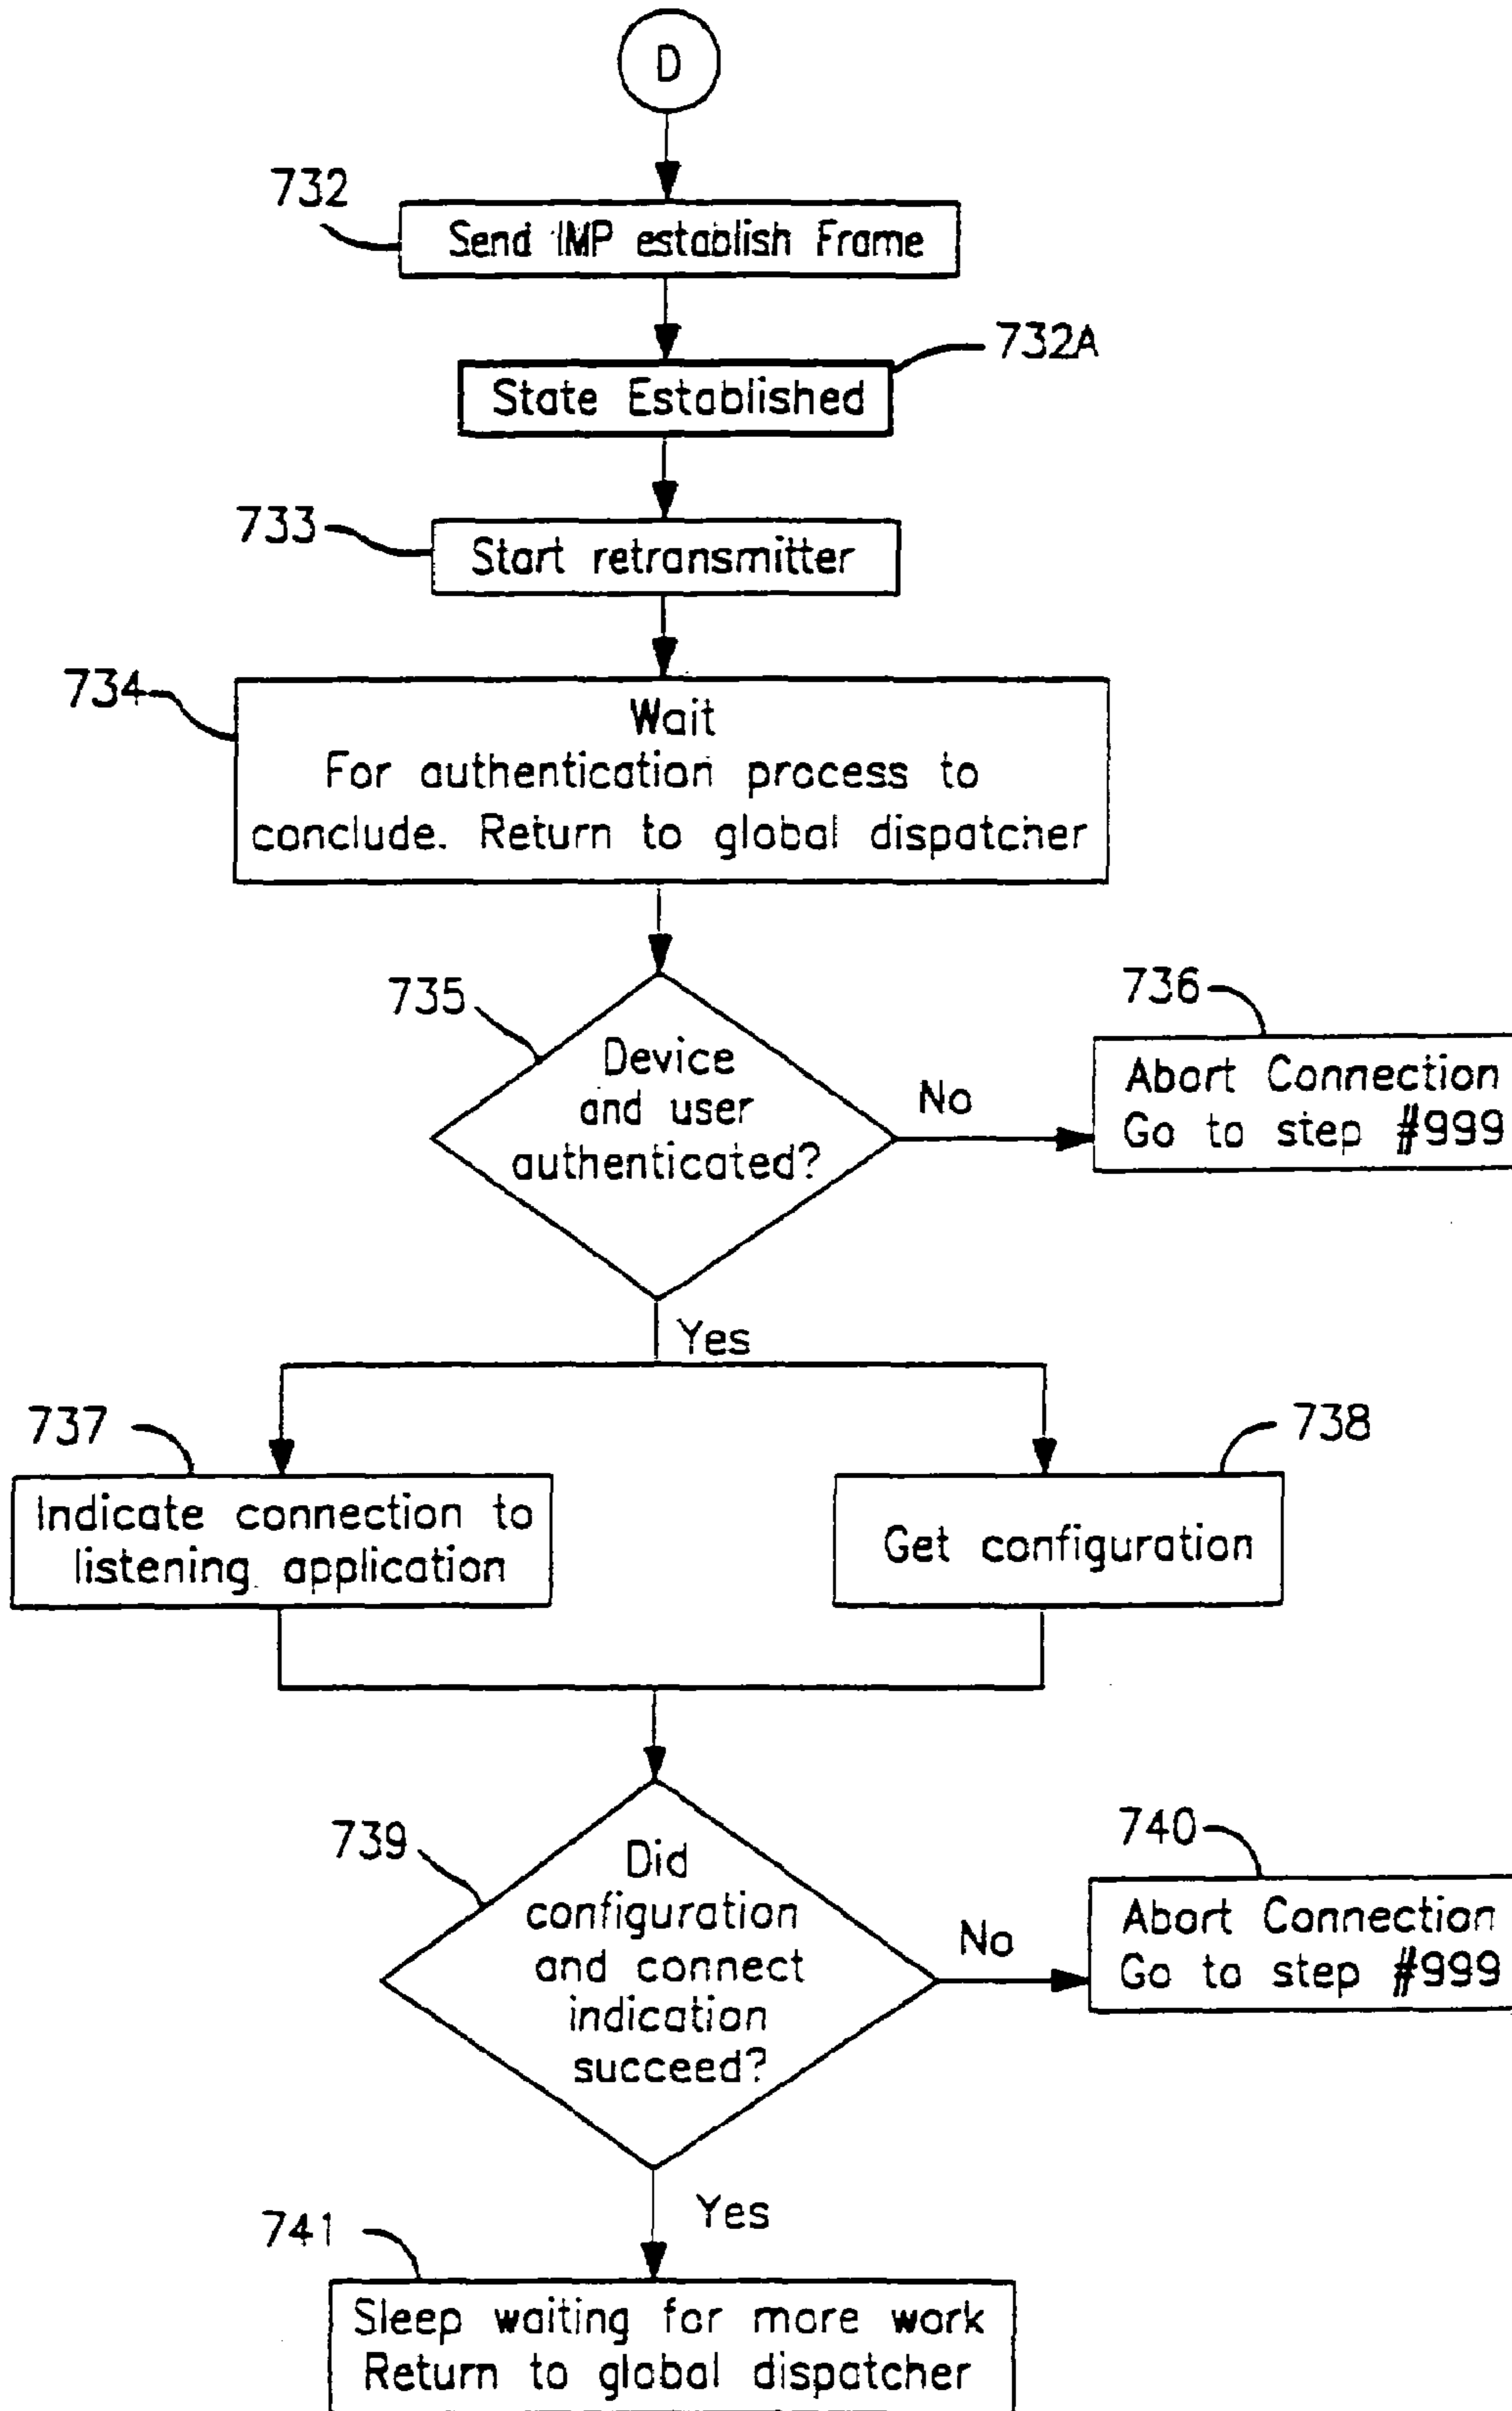 D
732
Send IMP establish Frame
732A
State Established
733
Start retransmitter
734
Wait
For authentication process to
conclude. Return to global dispatcher
735
Device
and user
authenticated?
No
736
Abort Connection
Go to step #999
Yes
737
Indicate connection to
listening application
738
Get configuration
739
Did
configuration
and connect
indication
succeed?
No
740
Abort Connection
Go to step #999
Yes
741
Sleep waiting for more work
Return to global dispatcher